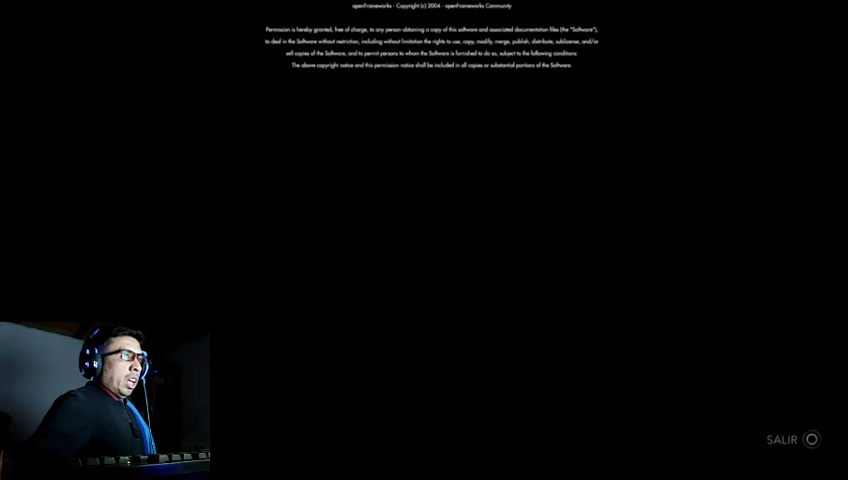 openFrameworks - Copyright (c) 2004 - openFrameworks Community
Permission is hereby granted, free of charge, to any person obtaining a copy of this software and associated documentation files (the "Software"),
to deal in the Software without restriction, including without limitation the rights to use, copy, modify, merge, publish, distribute, sublicense, and/or
sell copies of the Software, and to permit persons to whom the Software is furnished to do so, subject to the following conditions:
The above copyright notice and this permission notice shall be included in all copies or substantial portions of the Software.
SALIR